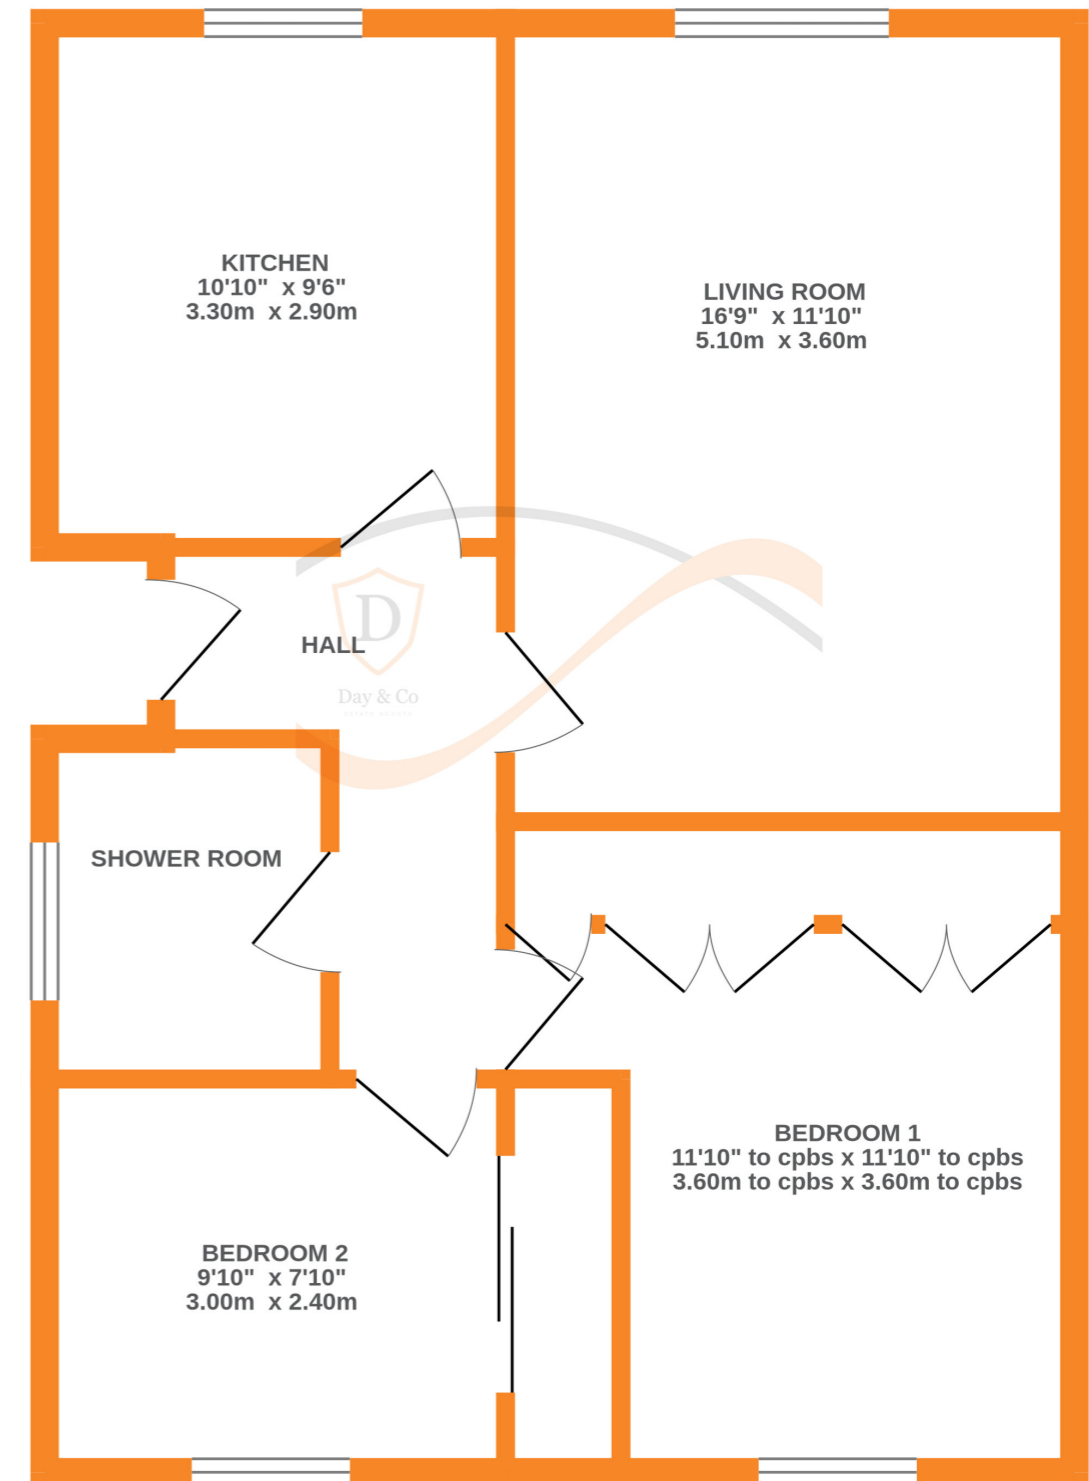 KITCHEN
10'10" x 9'6"
3.30m x 2.90m
LIVING ROOM
16'9" x 11'10"
5.10m x 3.60m
D
HALL
Day & Co
SHOWER ROOM
BEDROOM 1
11'10" to cpbs x 11'10" to cpbs
3.60m to cpbs x 3.60m to cpbs
BEDROOM 2
9'10" x 7'10"
3.00m x 2.40m